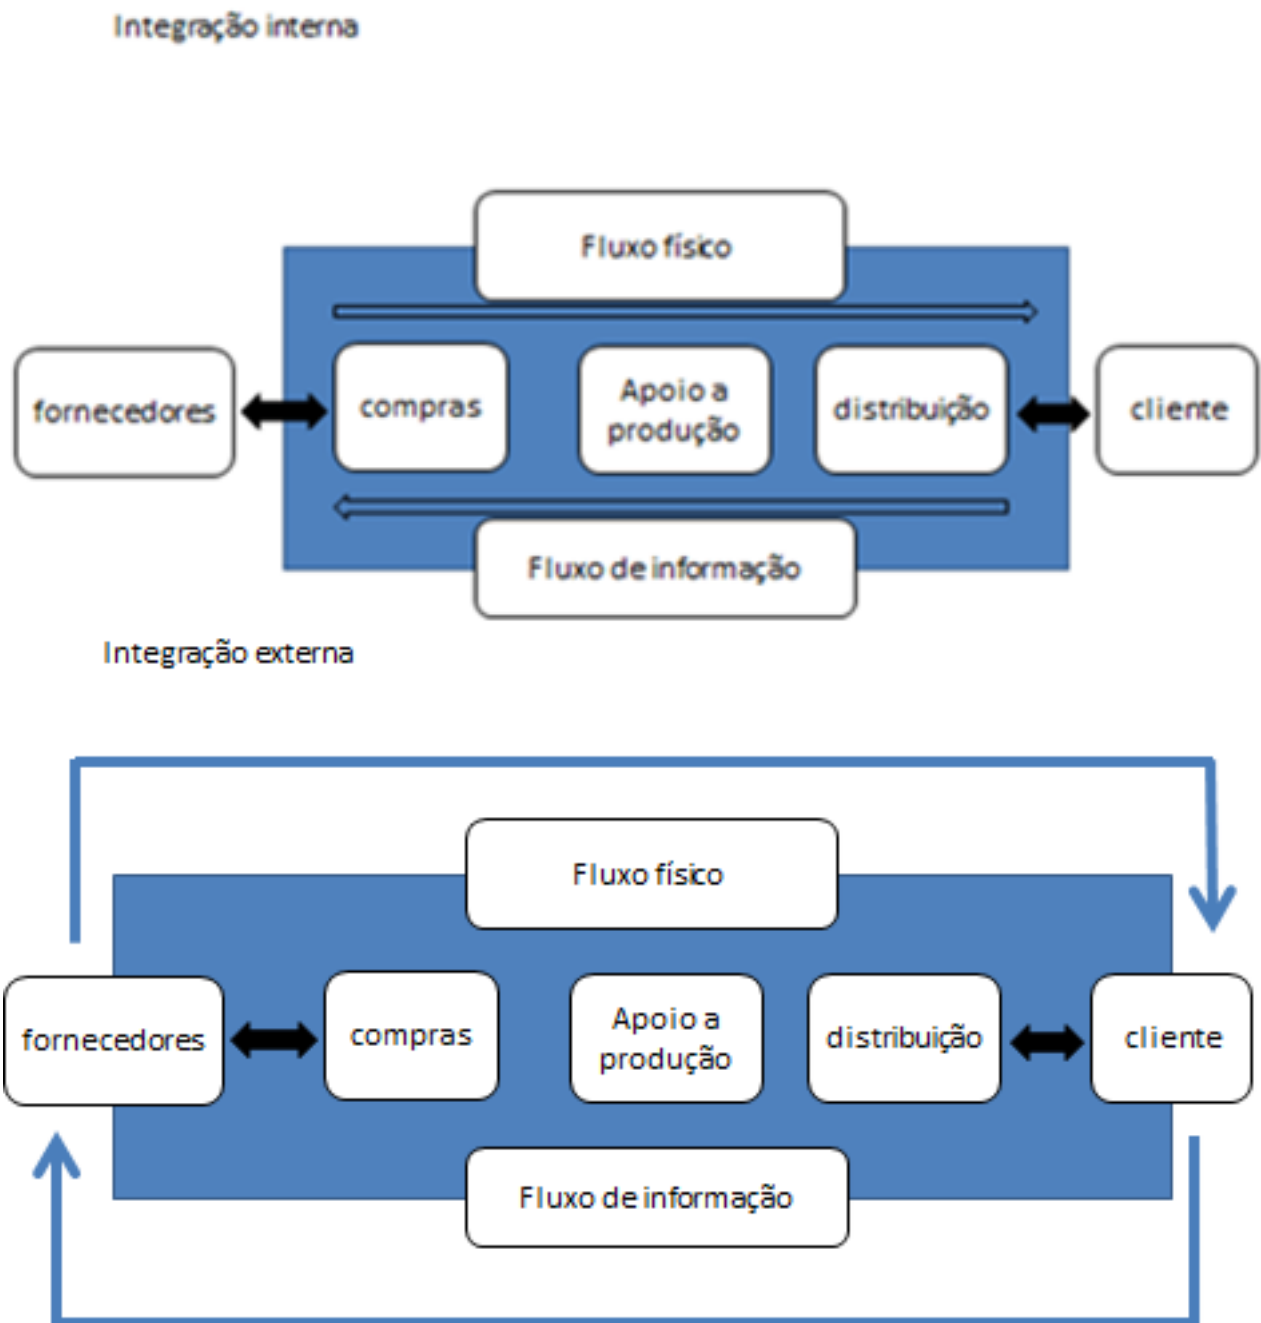 Integração interna
Fluxo físico
fornecedores
compras
Apoio a
produção
distribuição
cliente
Fluxo de informação
Integração externa
Fluxo físico
fornecedores
compras
Apoio a
produção
distribuição
cliente
Fluxo de informação